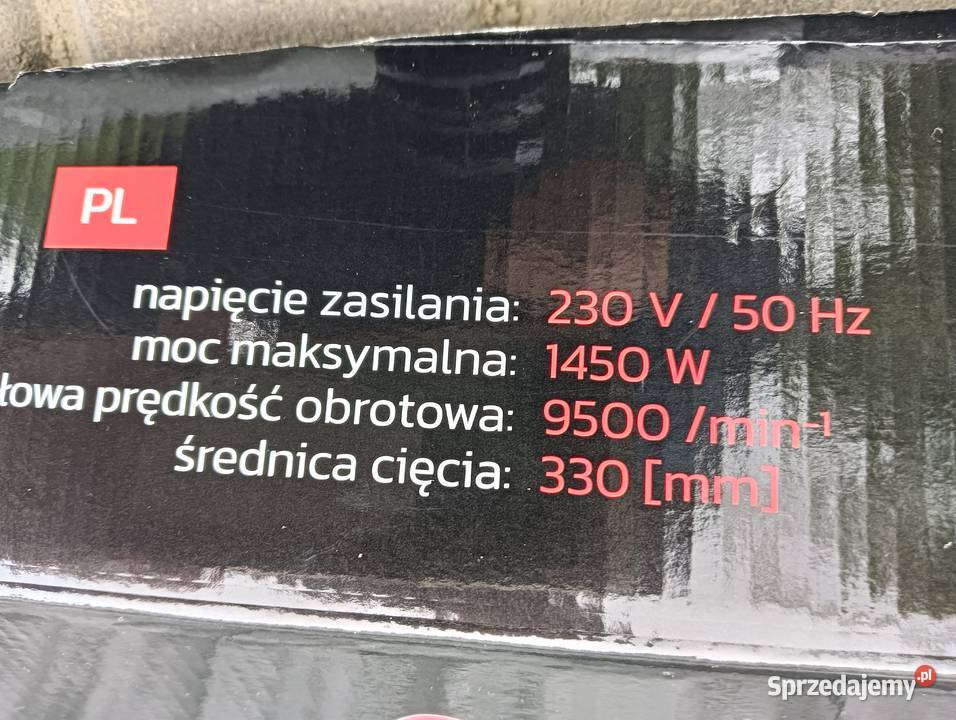 PL
napięcie zasilania: 230 V / 50 Hz
moc maksymalna: 1450 W
prędkość obrotowa: 9500 /min⁻¹
średnica cięcia: 330 [mm]
Sprzedajemy.pl